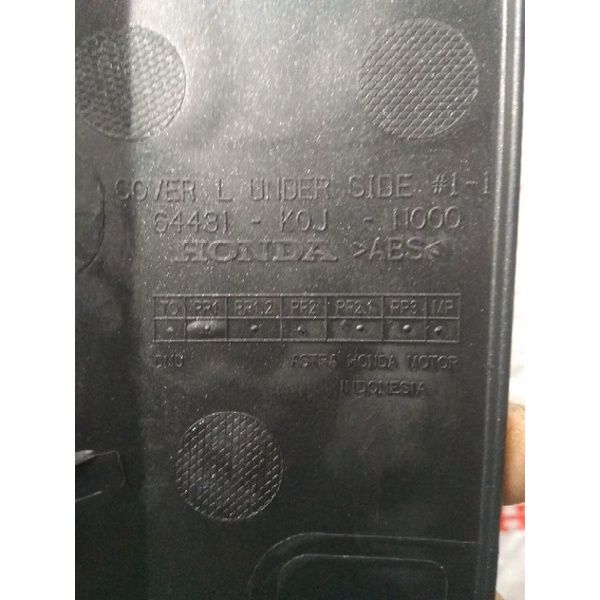 COVER L UNDER SIDE #1-1
64431 - K0J - N000
HONDA >ABS<
TO PP1 PP1.2 PP2 PP2.1 PP3 MP
DMU ASTRA HONDA MOTOR
INDONESIA